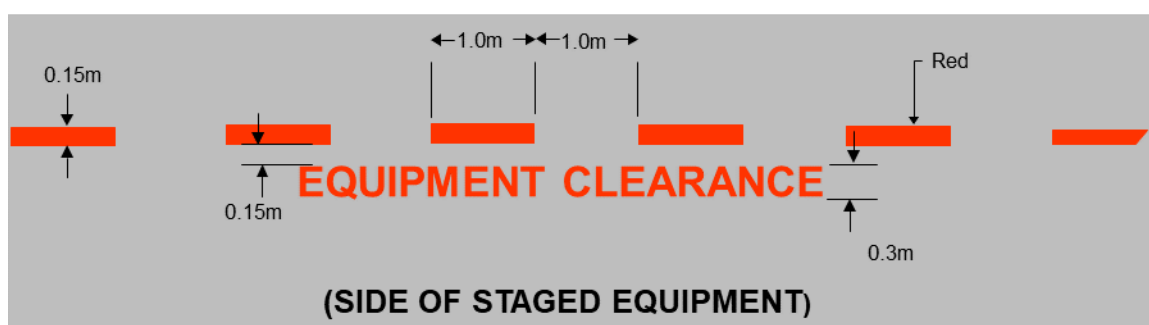 1.0m 1.0m
Red
0.15m
EQUIPMENT CLEARANCE
0.15m
0.3m
(SIDE OF STAGED EQUIPMENT)